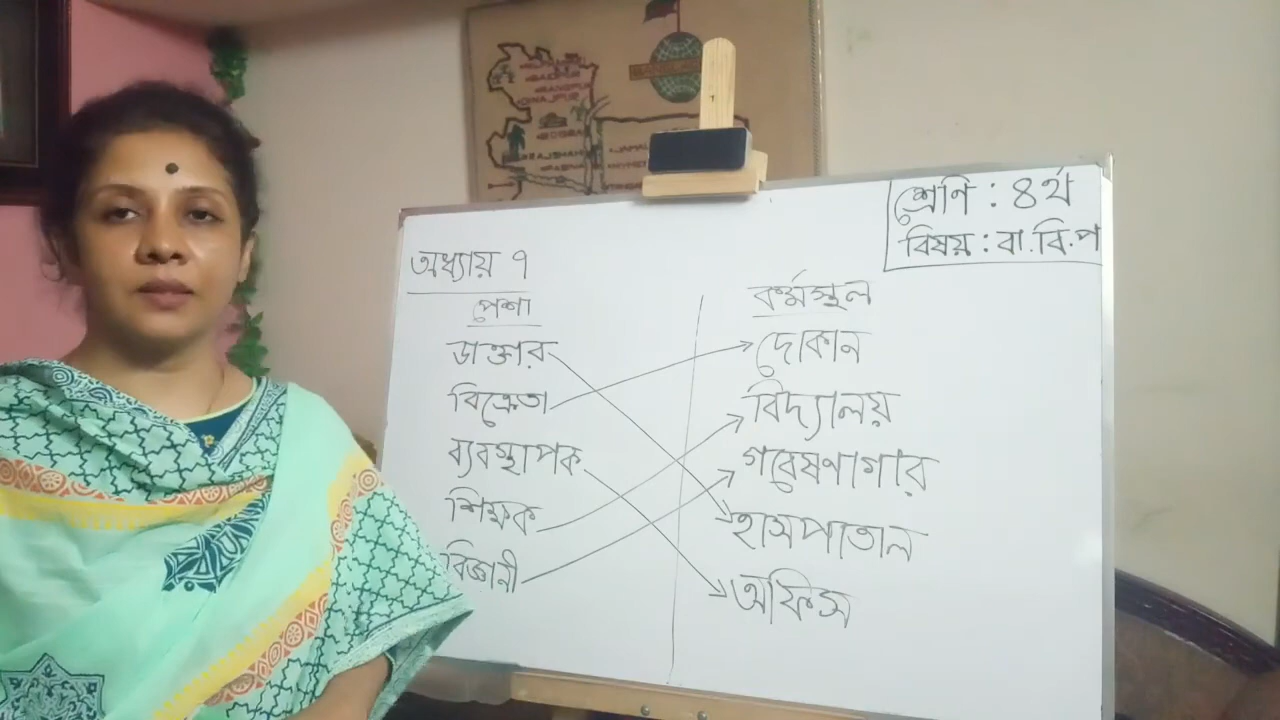 শ্রেণি : ৪র্থ
বিষয় : বা.বি.প
অধ্যায় ৭
পেশা
ডাক্তার
বিক্রেতা
ব্যবস্থাপক
শিক্ষক
বিজ্ঞানী
কর্মস্থল
দোকান
বিদ্যালয়
গবেষণাগার
হাসপাতাল
অফিস